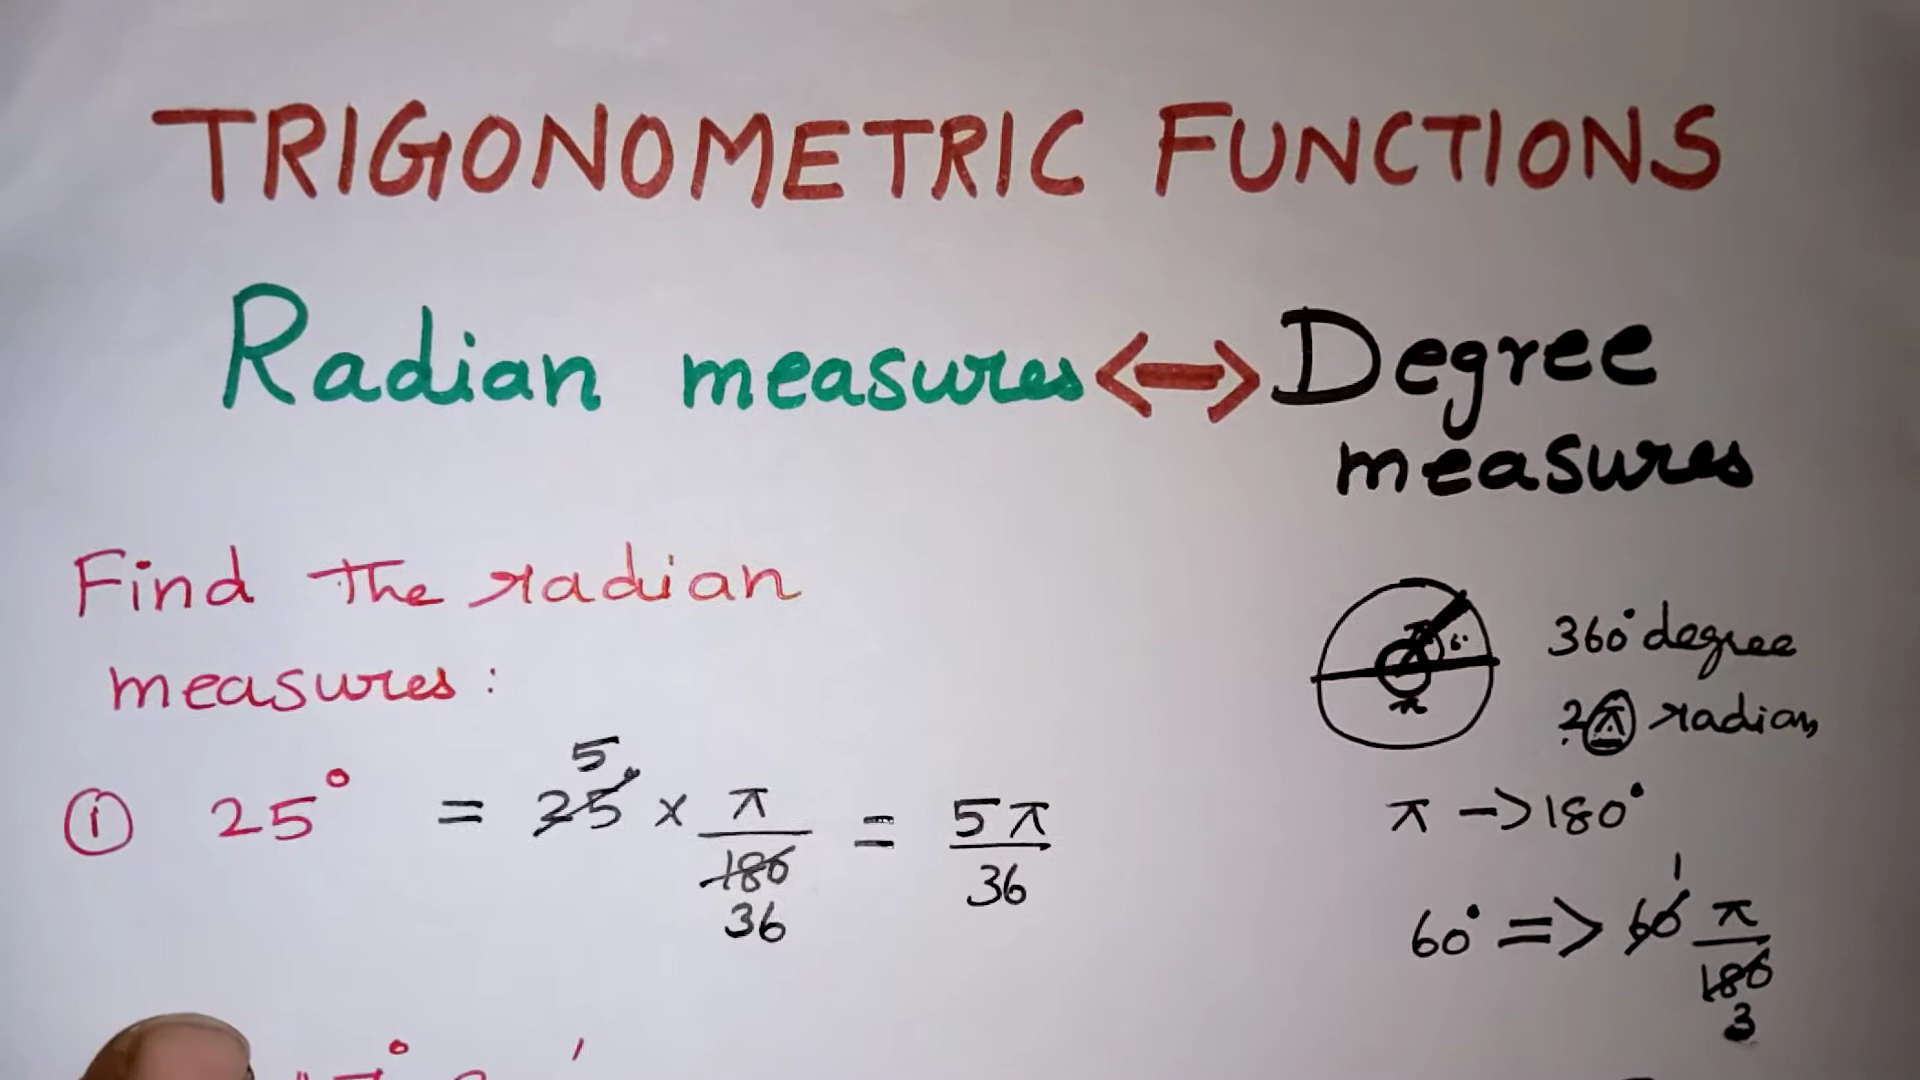 TRIGONOMETRIC FUNCTIONS
Radian measures <=> Degree
measures
Find the radian
measures:
① 25° = 25 5 × π/180 36 = 5π/36
π
6.
π
360° degree
2π radian
π -> 180°
60° => 60 1 π/180 3